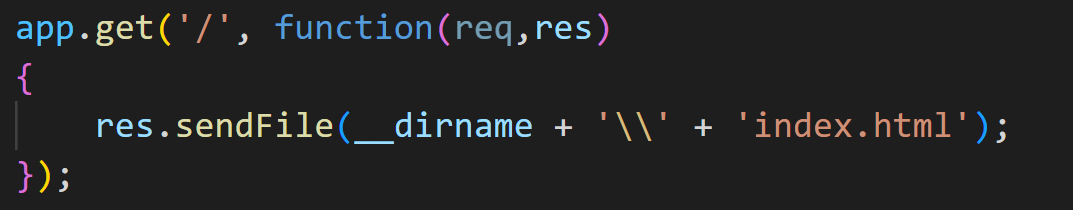 app.get('/', function(req,res)
{
    res.sendFile(__dirname + '\\' + 'index.html');
});